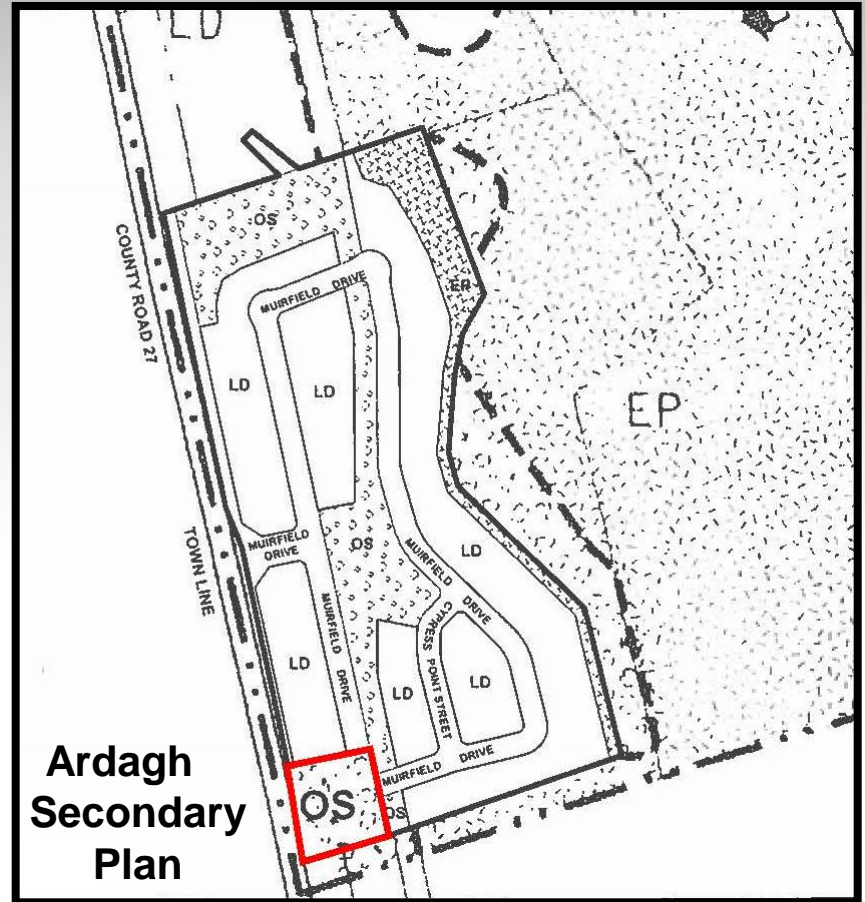 LD
OS
EP
COUNTY ROAD 27
MUIRFIELD DRIVE
LD
LD
EP
TOWN LINE
MUIRFIELD
DRIVE
OS
MUIRFIELD DRIVE
LD
LD
MUIRFIELD DRIVE
CYPRESS POINT STREET
LD
LD
MUIRFIELD DRIVE
OS
OS
Ardagh
Secondary
Plan